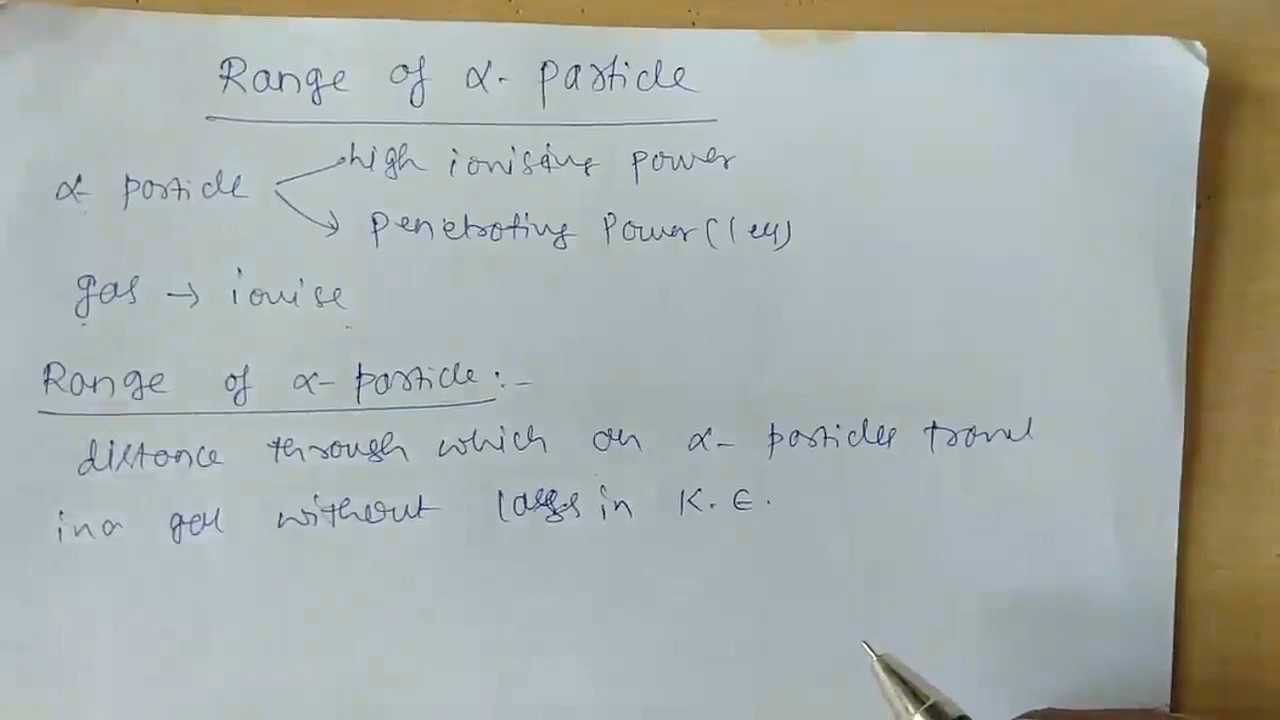 Range of α- particle
α- particle → high ionising power
→ Penetrating Power (less)
gas → ionise
Range of α- particle :-
distance through which an α- particles travel
in a gas without loss in K.E.